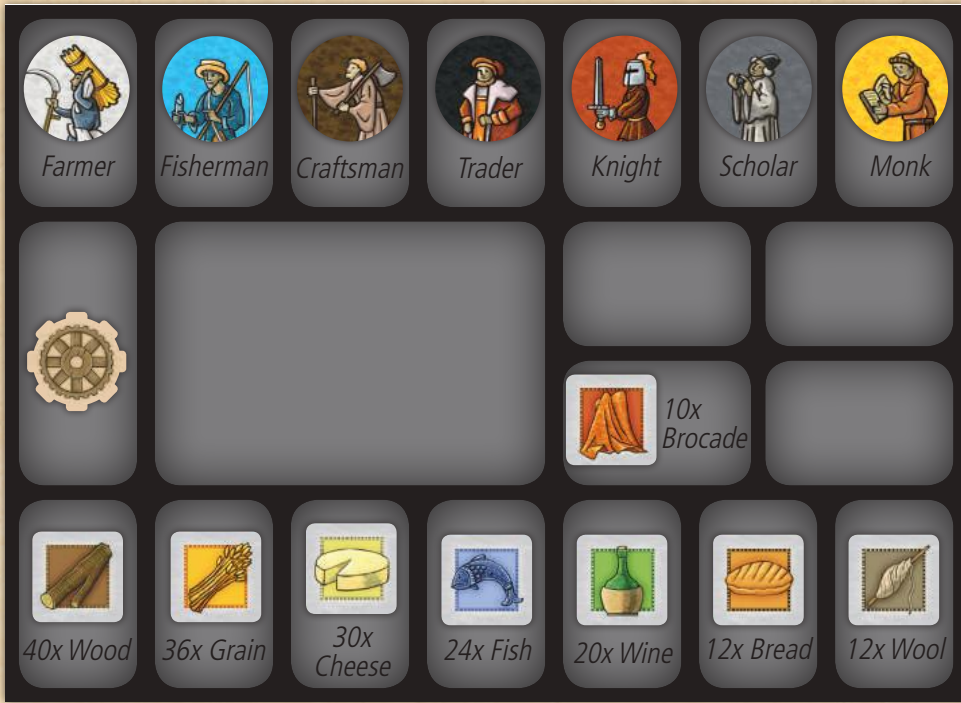 Farmer
Fisherman
Craftsman
Trader
Knight
Scholar
Monk
10x
Brocade
40x Wood
36x Grain
30x
Cheese
24x Fish
20x Wine
12x Bread
12x Wool